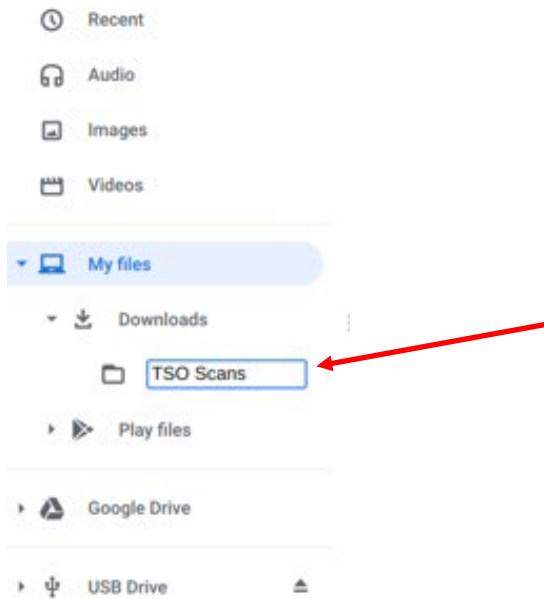 Recent
Audio
Images
Videos
My files
Downloads
TSO Scans
Play files
Google Drive
USB Drive